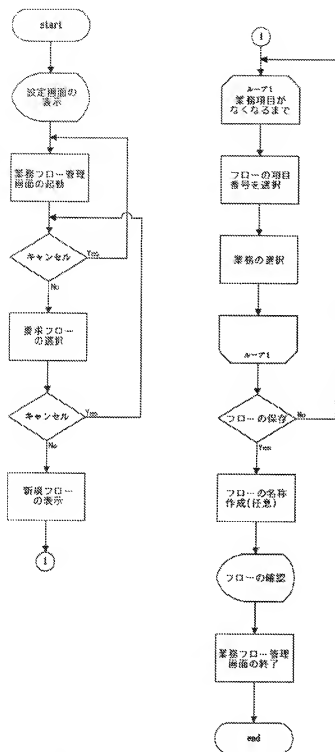 start
設定画面の
表示
業務フロー管理
画面の起動
キャンセル
Yes
No
要求フロー
の選択
キャンセル
Yes
No
新規フロー
の表示
1
1
ループ1
業務項目が
なくなるまで
フローの項目
番号を選択
業務の選択
ループ1
フローの保存
No
Yes
フローの名称
作成(任意)
フローの確認
業務フロー管理
画面の終了
end